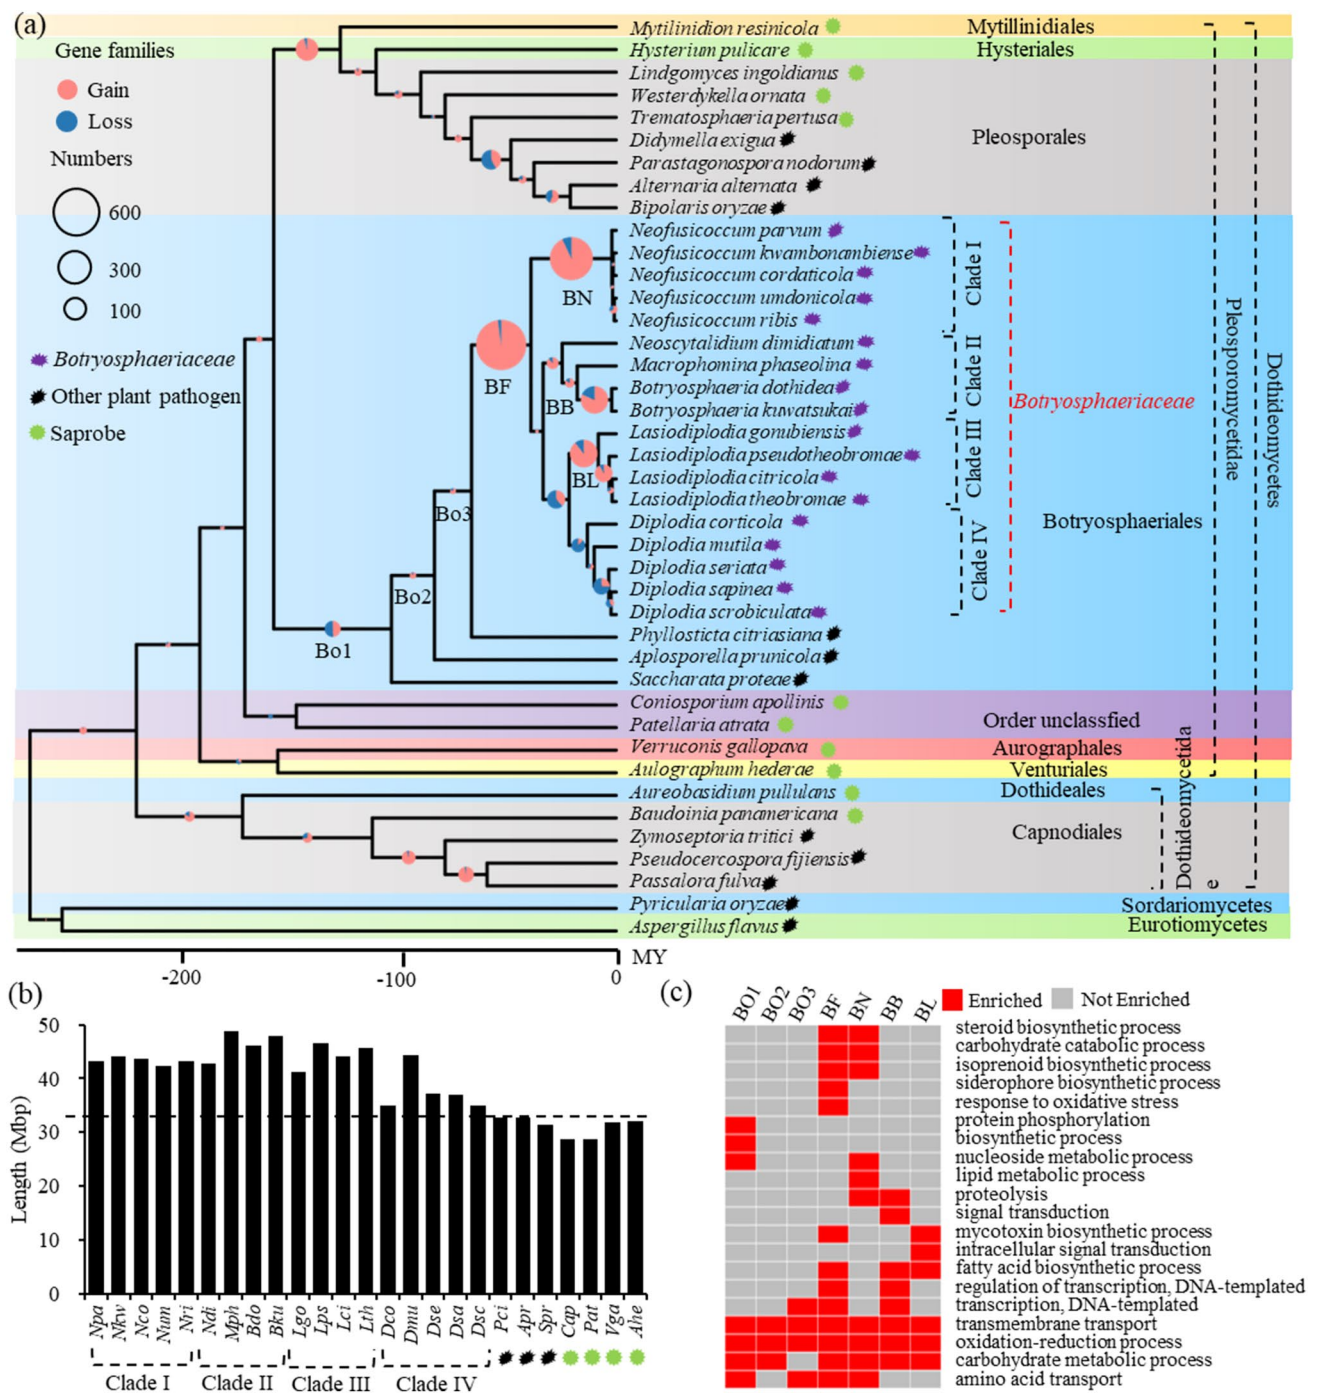 (a)
Gene families
Gain
Loss
Numbers
600
300
100
Botryosphaeriaceae
Other plant pathogen
Saprobe
Mytilinidion resinicola
Hysterium pulicare
Lindgomyces ingoldianus
Westerdykella ornata
Trematosphaeria pertusa
Didymella exigua
Parastagonospora nodorum
Alternaria alternata
Bipolaris oryzae
Neofusicoccum parvum
Neofusicoccum kwambonambiense
Neofusicoccum cordaticola
Neofusicoccum umdonicola
Neofusicoccum ribis
Neoscytalidium dimidiatum
Macrophomina phaseolina
Botryosphaeria dothidea
Botryosphaeria kuwatsukai
Lasiodiplodia gonubiensis
Lasiodiplodia pseudotheobromae
Lasiodiplodia citricola
Lasiodiplodia theobromae
Diplodia corticola
Diplodia mutila
Diplodia seriata
Diplodia sapinea
Diplodia scrobiculata
Phyllosticta citriasiana
Aplosporella prunicola
Saccharata proteae
Coniosporium apollinis
Patellaria atrata
Verruconis gallopava
Aulographum hederae
Aureobasidium pullulans
Baudoinia panamericana
Zymoseptoria tritici
Pseudocercospora fijiensis
Passalora fulva
Pyricularia oryzae
Aspergillus flavus
BN
BF
BB
BL
Bo3
Bo2
Bo1
Mytillinidiales
Hysteriales
Pleosporales
Clade I
Clade II
Clade III
Clade IV
Botryosphaeriaceae
Botryosphaeriales
Order unclassfied
Aurographales
Venturiales
Dothideales
Capnodiales
Sordariomycetes
Eurotiomycetes
Pleosporomycetidae
Dothideomycetes
Dothideomycetida
e
-200
-100
0
MY
(b)
Length (Mbp)
50
40
30
20
10
0
Npa Nkw Nco Num Nri Ndi Mph Bdo Bku Lgo Lps Lci Lth Dco Dmu Dse Dsa Dsc Pci Apr Spr Cap Pat Vga Ahe
Clade I Clade II Clade III Clade IV
(c)
BO1 BO2 BO3 BF BN BB BL
Enriched Not Enriched
steroid biosynthetic process
carbohydrate catabolic process
isoprenoid biosynthetic process
siderophore biosynthetic process
response to oxidative stress
protein phosphorylation
biosynthetic process
nucleoside metabolic process
lipid metabolic process
proteolysis
signal transduction
mycotoxin biosynthetic process
intracellular signal transduction
fatty acid biosynthetic process
regulation of transcription, DNA-templated
transcription, DNA-templated
transmembrane transport
oxidation-reduction process
carbohydrate metabolic process
amino acid transport